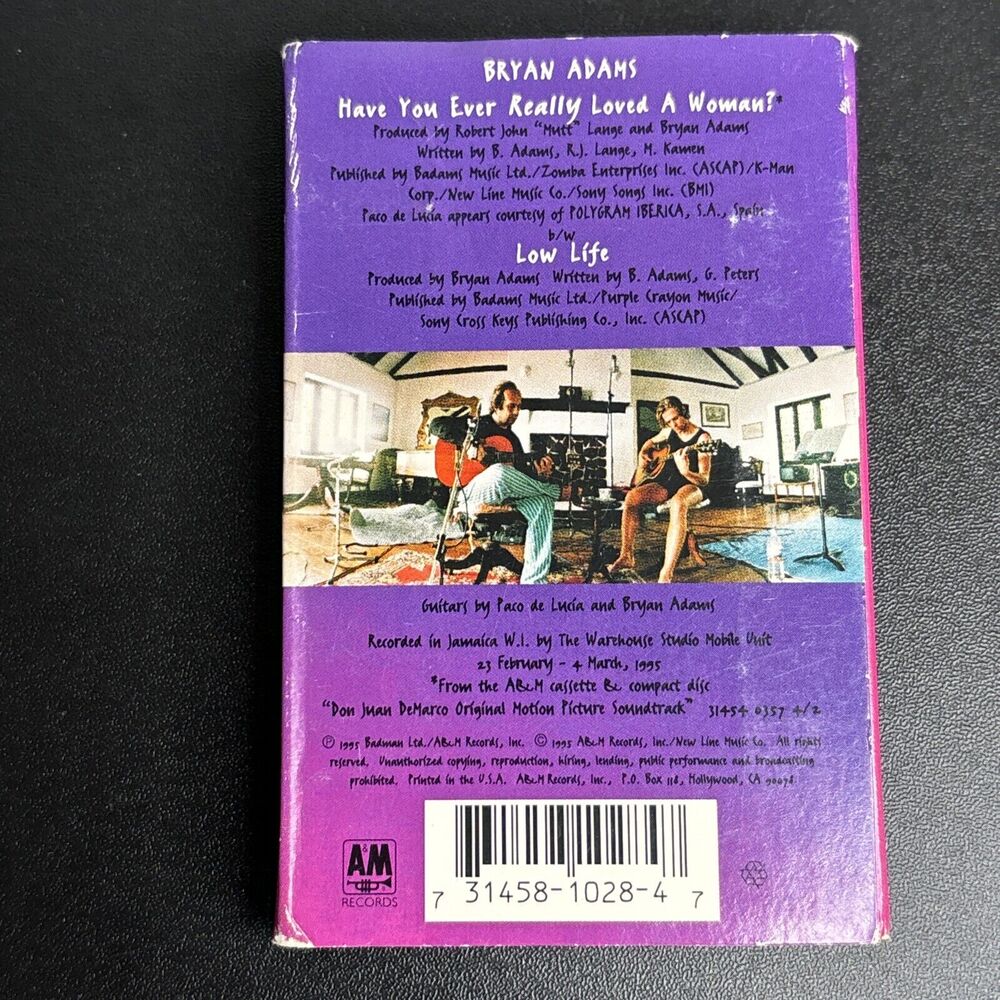 BRYAN ADAMS
Have You Ever Really Loved A Woman?*
Produced by Robert John "Mutt" Lange and Bryan Adams
Written by B. Adams, R.J. Lange, M. Kamen
Published by Badams Music Ltd./Zomba Enterprises Inc. (ASCAP)/K-Man
Corp./New Line Music Co./Sony Songs Inc. (BMI)
Paco de Lucía appears courtesy of POLYGRAM IBERICA, S.A., Spain
b/w
Low Life
Produced by Bryan Adams Written by B. Adams, G. Peters
Published by Badams Music Ltd./Purple Crayon Music/
Sony Cross Keys Publishing Co., Inc. (ASCAP)
Guitars by Paco de Lucía and Bryan Adams
Recorded in Jamaica W.I. by The Warehouse Studio Mobile Unit
23 February - 4 March, 1995
*From the A&M cassette & compact disc
"Don Juan DeMarco Original Motion Picture Soundtrack" 31454 0357 4/2
℗ 1995 Badman Ltd./A&M Records, Inc. © 1995 A&M Records, Inc./New Line Music Co. All rights
reserved. Unauthorized copying, reproduction, hiring, lending, public performance and broadcasting
prohibited. Printed in the U.S.A. A&M Records, Inc., P.O. Box 118, Hollywood, CA 90078
A&M
RECORDS
7 31458-1028-4 7